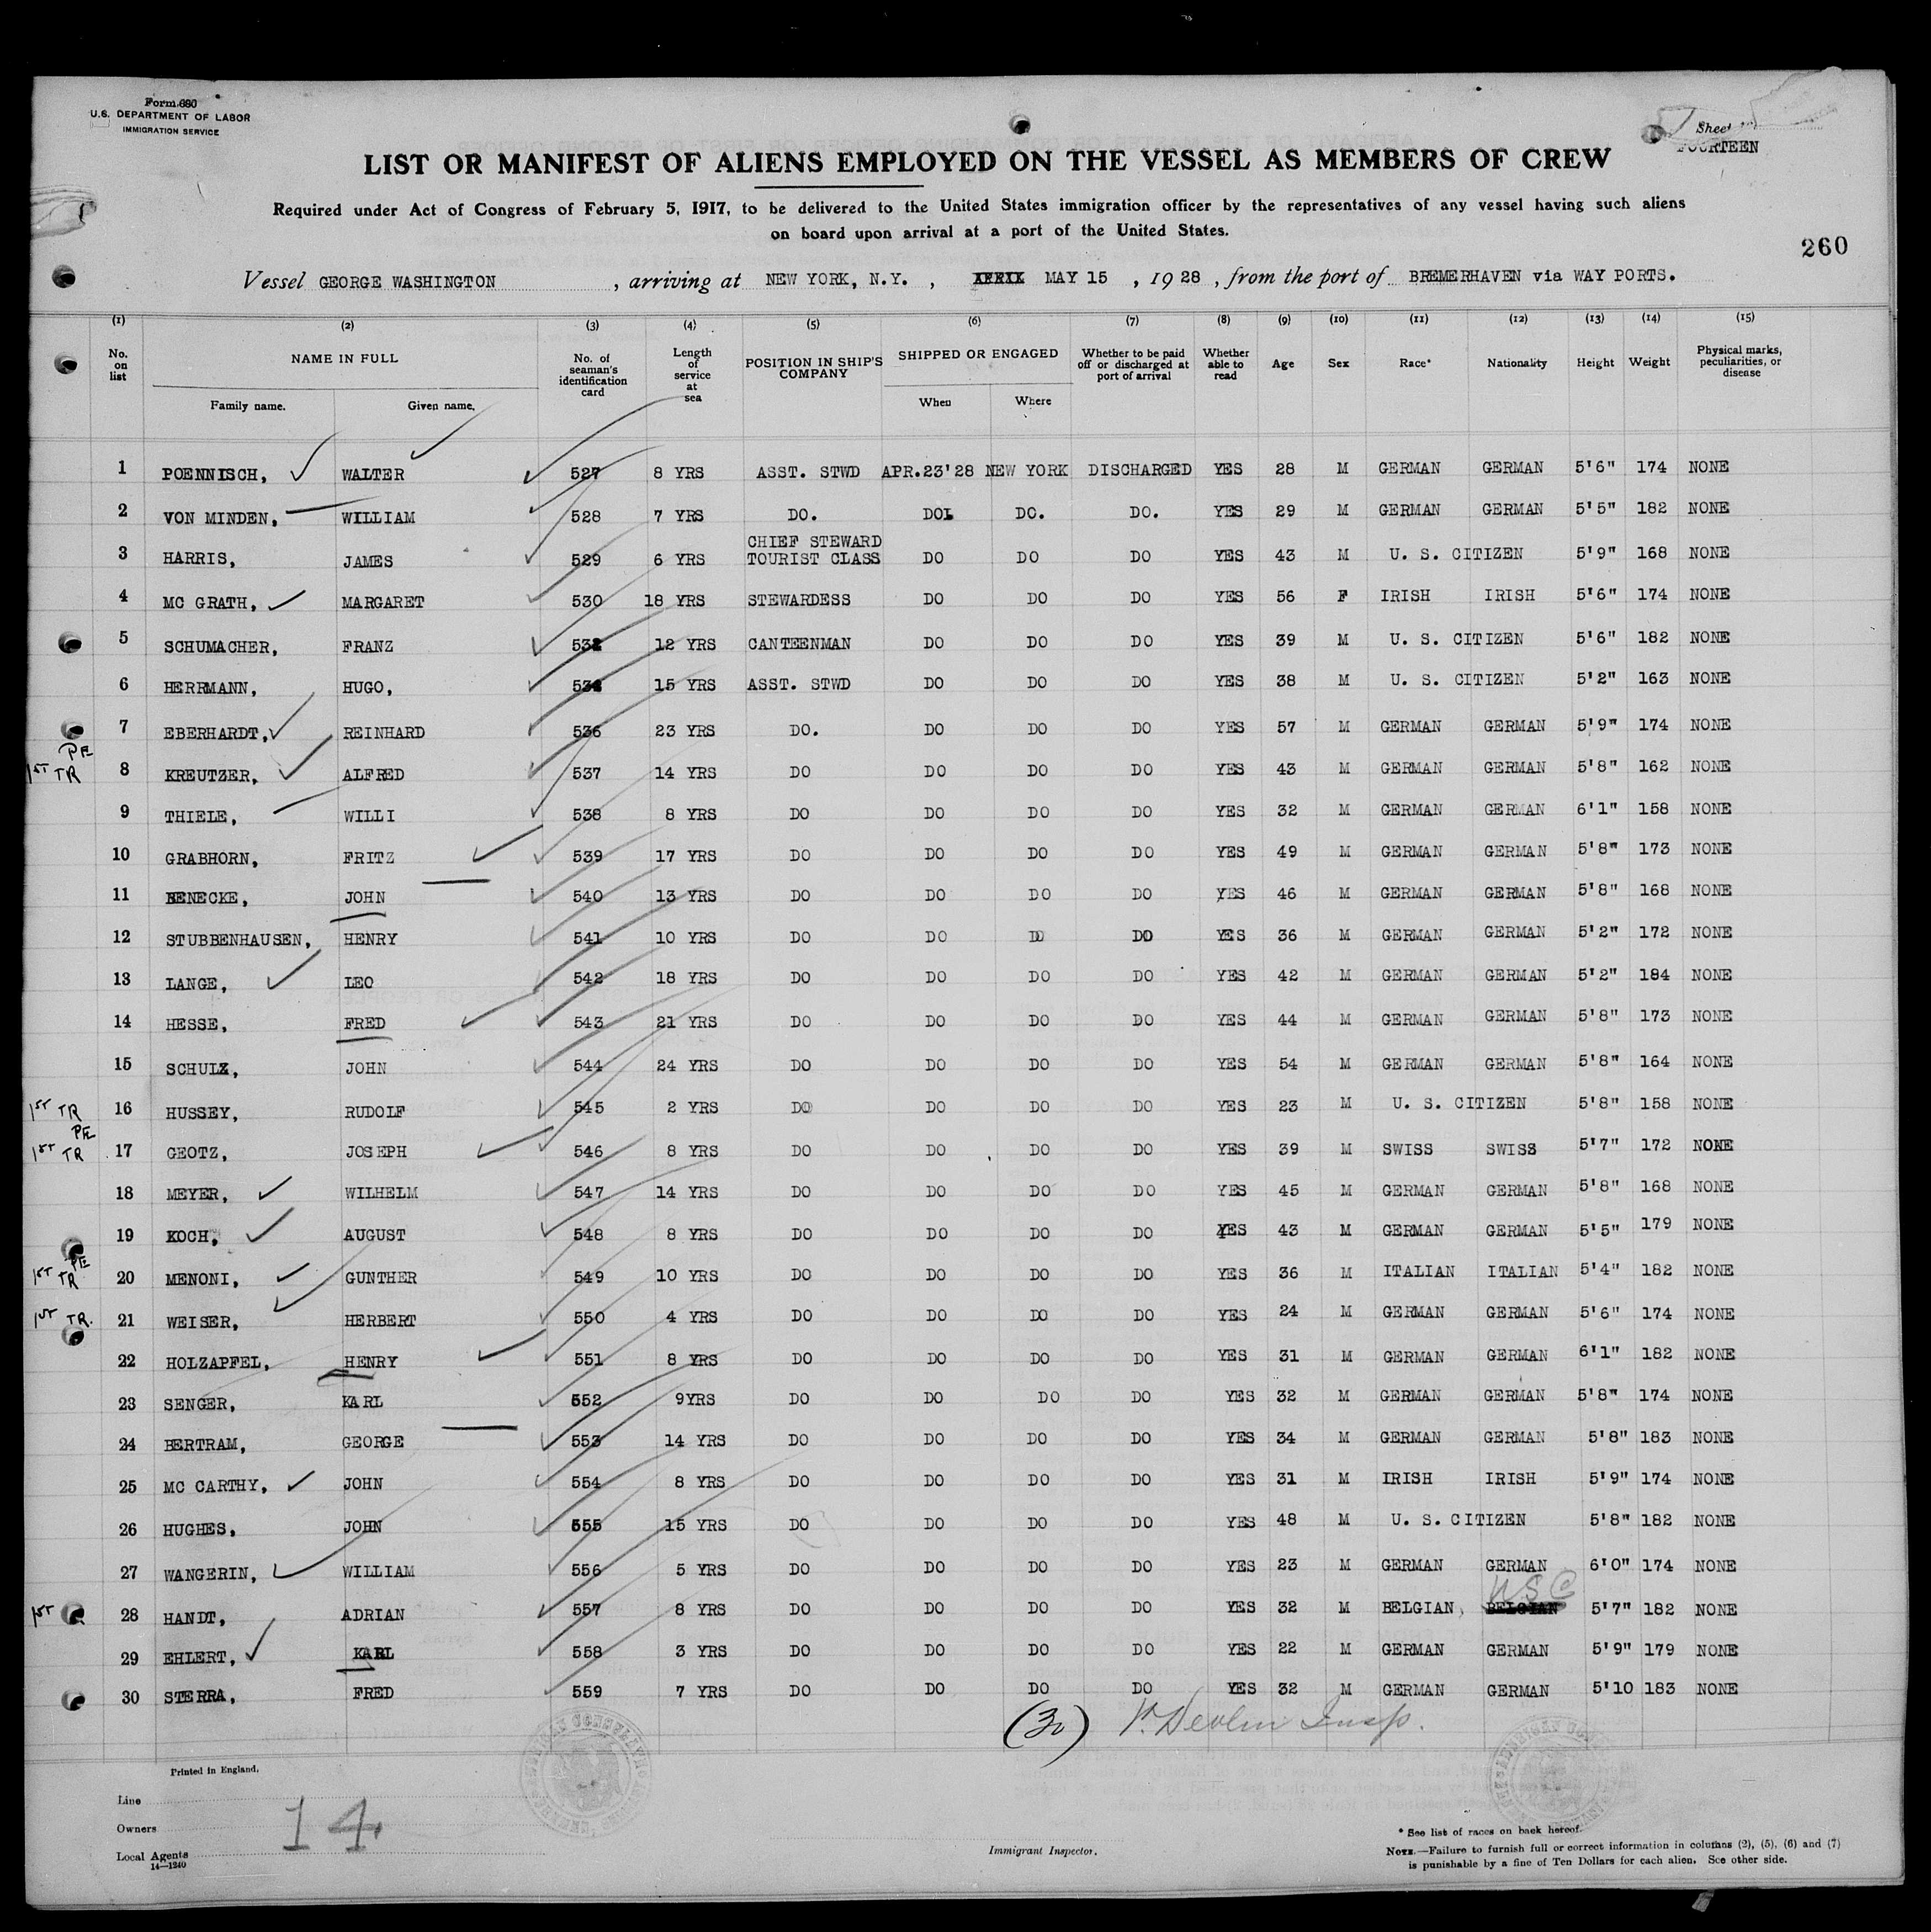 Form 680
U.S. DEPARTMENT OF LABOR
IMMIGRATION SERVICE
Sheet
FOURTEEN
LIST OR MANIFEST OF ALIENS EMPLOYED ON THE VESSEL AS MEMBERS OF CREW
Required under Act of Congress of February 5, 1917, to be delivered to the United States immigration officer by the representatives of any vessel having such aliens
on board upon arrival at a port of the United States.
260
Vessel GEORGE WASHINGTON, arriving at NEW YORK, N.Y., MAY 15, 1928, from the port of BREMERHAVEN via WAY PORTS.
(1) (2) (3) (4) (5) (6) (7) (8) (9) (10) (11) (12) (13) (14) (15)
No. on list NAME IN FULL Family name. Given name. No. of seaman's identification card Length of service at sea POSITION IN SHIP'S COMPANY SHIPPED OR ENGAGED When Where Whether to be paid off or discharged at port of arrival Whether able to read Age Sex Race* Nationality Height Weight Physical marks, peculiarities, or disease
1 POENNISCH, WALTER 527 8 YRS ASST. STWD APR.23'28 NEW YORK DISCHARGED YES 28 M GERMAN GERMAN 5'6" 174 NONE
2 VON MINDEN, WILLIAM 528 7 YRS DO. DO. DO. DO. YES 29 M GERMAN GERMAN 5'5" 182 NONE
3 HARRIS, JAMES 529 6 YRS CHIEF STEWARD TOURIST CLASS DO DO DO YES 43 M U. S. CITIZEN 5'9" 168 NONE
4 MC GRATH, MARGARET 530 18 YRS STEWARDESS DO DO DO YES 56 F IRISH IRISH 5'6" 174 NONE
5 SCHUMACHER, FRANZ 12 YRS CANTEENMAN DO DO DO YES 39 M U. S. CITIZEN 5'6" 182 NONE
6 HERRMANN, HUGO, 15 YRS ASST. STWD DO DO DO YES 38 M U. S. CITIZEN 5'2" 163 NONE
7 EBERHARDT, REINHARD 536 23 YRS DO. DO DO DO YES 57 M GERMAN GERMAN 5'9" 174 NONE
PE 1ST TR 8 KREUTZER, ALFRED 537 14 YRS DO DO DO DO YES 43 M GERMAN GERMAN 5'8" 162 NONE
9 THIELE, WILLI 538 8 YRS DO DO DO DO YES 32 M GERMAN GERMAN 6'1" 158 NONE
10 GRABHORN, FRITZ 539 17 YRS DO DO DO DO YES 49 M GERMAN GERMAN 5'8" 173 NONE
11 BENECKE, JOHN 540 13 YRS DO DO DO DO YES 46 M GERMAN GERMAN 5'8" 168 NONE
12 STUBBENHAUSEN, HENRY 541 10 YRS DO DO DO DO YES 36 M GERMAN GERMAN 5'2" 172 NONE
13 LANGE, LEO 542 18 YRS DO DO DO DO YES 42 M GERMAN GERMAN 5'2" 184 NONE
14 HESSE, FRED 543 21 YRS DO DO DO DO YES 44 M GERMAN GERMAN 5'8" 173 NONE
15 SCHULZ, JOHN 544 24 YRS DO DO DO DO YES 54 M GERMAN GERMAN 5'8" 164 NONE
1ST TR 16 HUSSEY, RUDOLF 545 2 YRS DO DO DO DO YES 23 M U. S. CITIZEN 5'8" 158 NONE
PE 1ST TR 17 GEOTZ, JOSEPH 546 8 YRS DO DO DO DO YES 39 M SWISS SWISS 5'7" 172 NONE
18 MEYER, WILHELM 547 14 YRS DO DO DO DO YES 45 M GERMAN GERMAN 5'8" 168 NONE
19 KOCH, AUGUST 548 8 YRS DO DO DO DO YES 43 M GERMAN GERMAN 5'5" 179 NONE
PE 1ST TR 20 MENONI, GUNTHER 549 10 YRS DO DO DO DO YES 36 M ITALIAN ITALIAN 5'4" 182 NONE
1ST TR. 21 WEISER, HERBERT 550 4 YRS DO DO DO DO YES 24 M GERMAN GERMAN 5'6" 174 NONE
22 HOLZAPFEL, HENRY 551 8 YRS DO DO DO DO YES 31 M GERMAN GERMAN 6'1" 182 NONE
23 SENGER, KARL 552 9YRS DO DO DO DO YES 32 M GERMAN GERMAN 5'8" 174 NONE
24 BERTRAM, GEORGE 553 14 YRS DO DO DO DO YES 34 M GERMAN GERMAN 5'8" 183 NONE
25 MC CARTHY, JOHN 554 8 YRS DO DO DO DO YES 31 M IRISH IRISH 5'9" 174 NONE
26 HUGHES, JOHN 555 15 YRS DO DO DO DO YES 48 M U. S. CITIZEN 5'8" 182 NONE
27 WANGERIN, WILLIAM 556 5 YRS DO DO DO DO YES 23 M GERMAN GERMAN 6'0" 174 NONE
1ST 28 HANDT, ADRIAN 557 8 YRS DO DO DO DO YES 32 M BELGIAN, BELGIAN USC 5'7" 182 NONE
29 EHLERT, KARL 558 3 YRS DO DO DO DO YES 22 M GERMAN GERMAN 5'9" 179 NONE
30 STERRA, FRED 559 7 YRS DO DO DO DO YES 32 M GERMAN GERMAN 5'10 183 NONE
(30) Devlin Insp.
Printed in England.
Line
Owners
Local Agents
14—1240
14
Immigrant Inspector.
* See list of races on back hereof.
NOTE.—Failure to furnish full or correct information in columns (2), (5), (6) and (7)
is punishable by a fine of Ten Dollars for each alien. See other side.